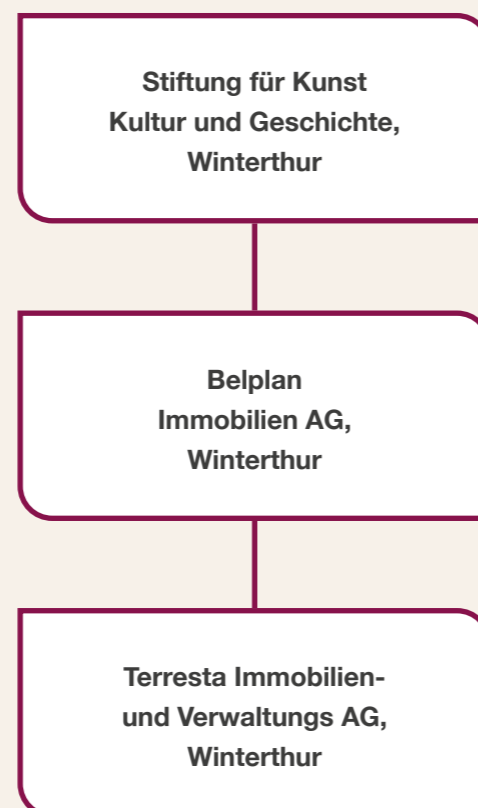 Stiftung für Kunst
Kultur und Geschichte,
Winterthur
Belplan
Immobilien AG,
Winterthur
Terresta Immobilien-
und Verwaltungs AG,
Winterthur